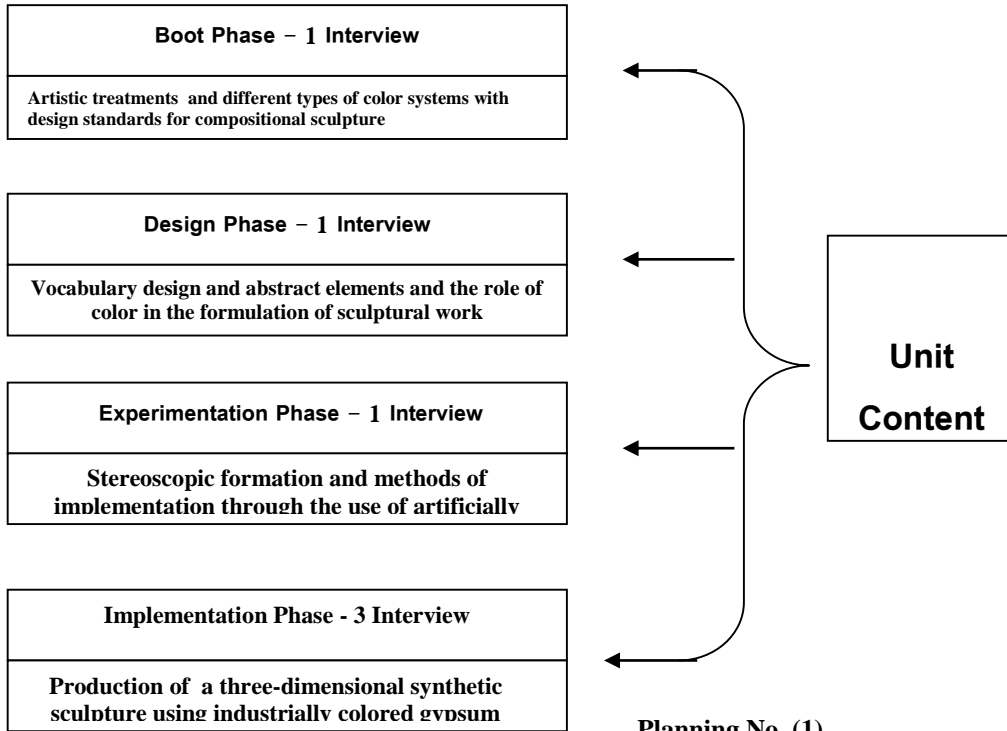 Boot Phase – 1 Interview
Artistic treatments and different types of color systems with
design standards for compositional sculpture
Design Phase – 1 Interview
Vocabulary design and abstract elements and the role of
color in the formulation of sculptural work
Experimentation Phase – 1 Interview
Stereoscopic formation and methods of
implementation through the use of artificially
Implementation Phase - 3 Interview
Production of a three-dimensional synthetic
sculpture using industrially colored gypsum
Unit
Content
Planning No. (1)